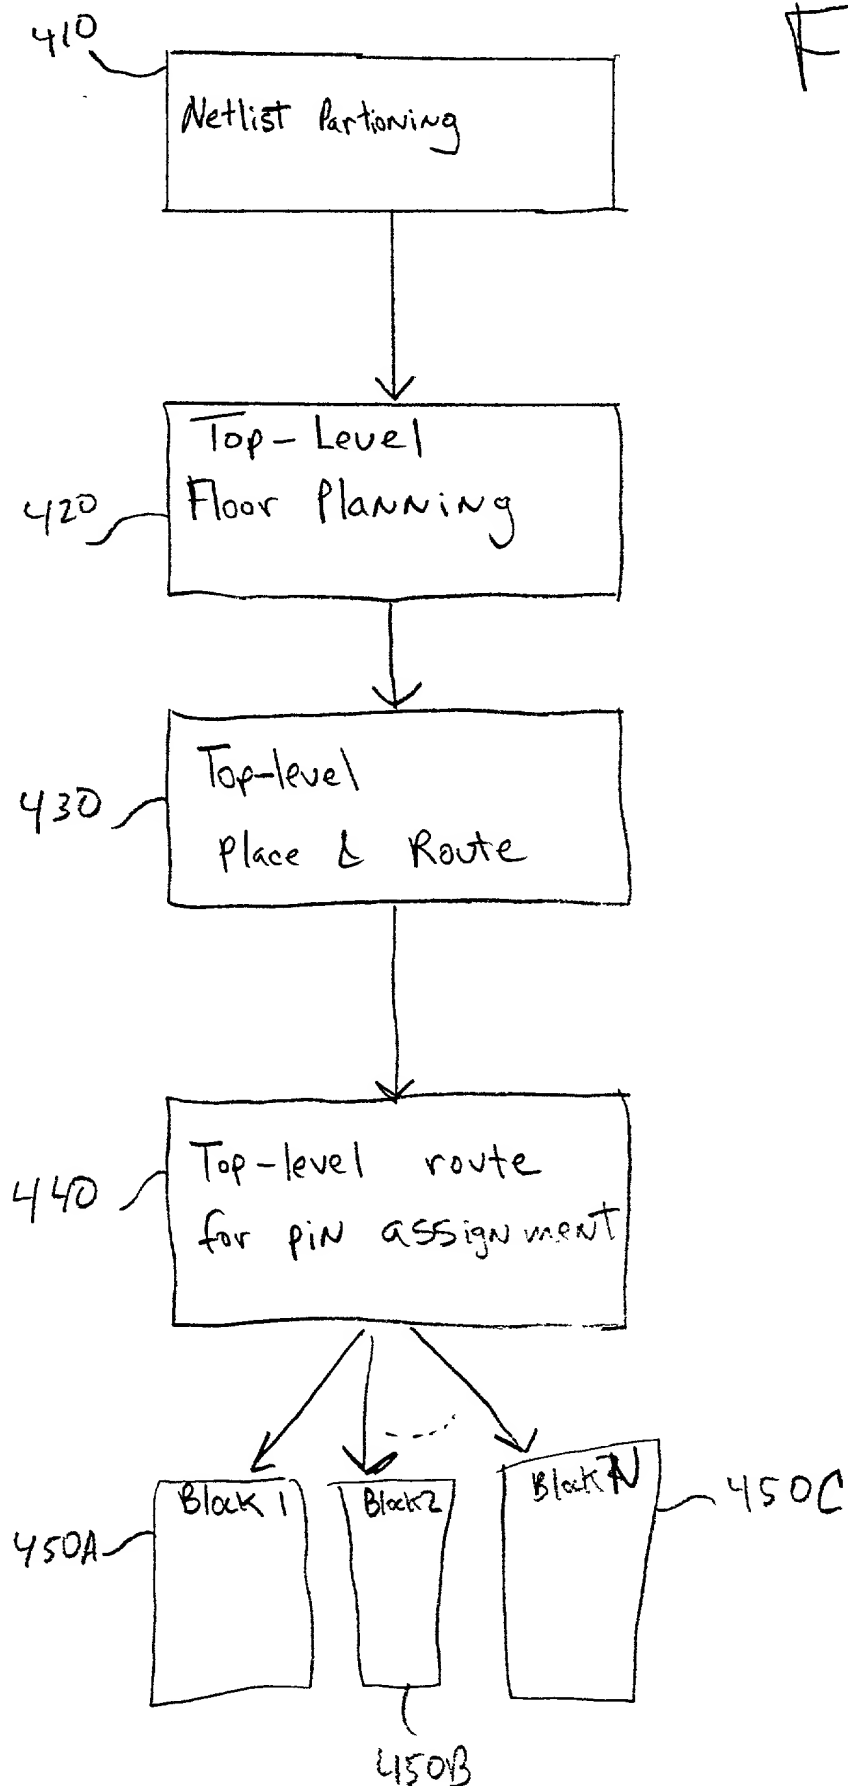 F
410
Netlist Partioning
Top-Level
420
Floor Planning
Top-level
430
Place & Route
Top-level route
440
for pin assignment
Block 1
Block 2
Block N
450C
450A
450B